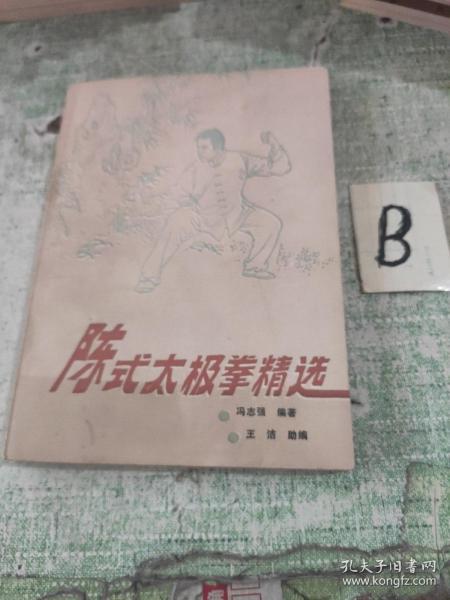 陈式太极拳精选
冯志强 编著
王洁 助编
B
孔夫子旧书网
www.kongfz.com